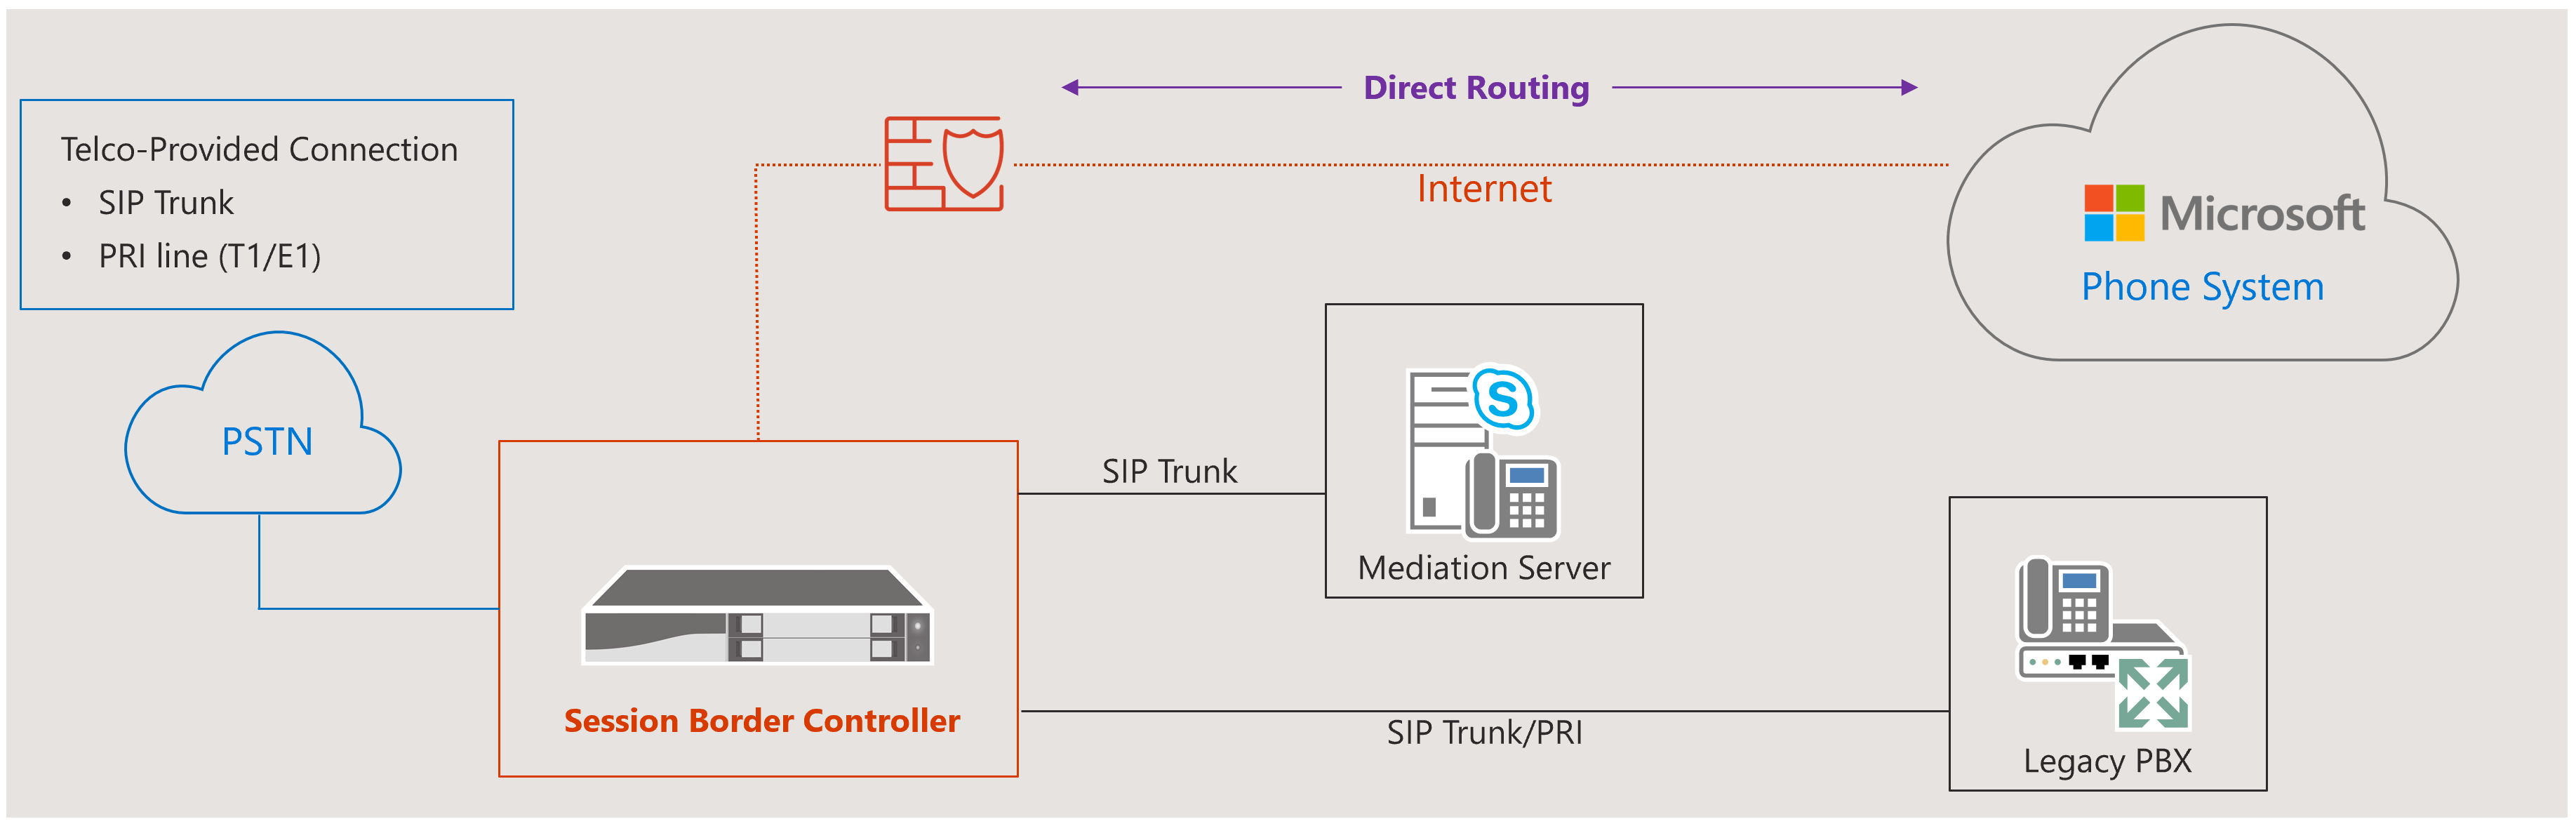 Direct Routing
Telco-Provided Connection
• SIP Trunk
• PRI line (T1/E1)
Internet
Microsoft
Phone System
PSTN
SIP Trunk
S
Mediation Server
Session Border Controller
SIP Trunk/PRI
Legacy PBX